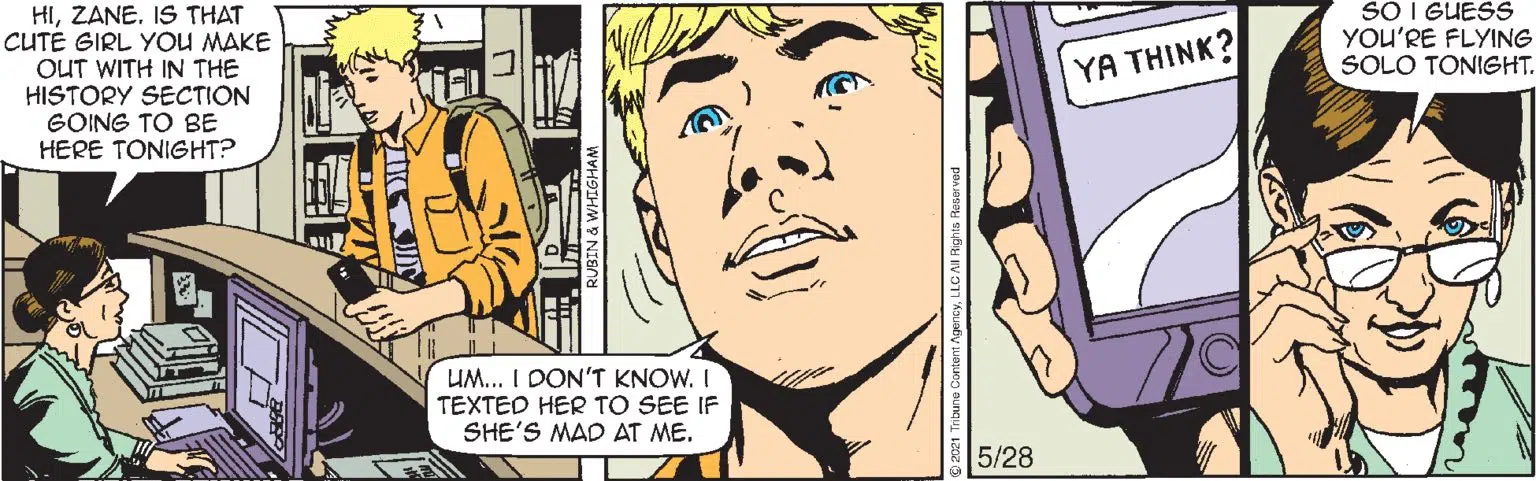 HI, ZANE. IS THAT
CUTE GIRL YOU MAKE
OUT WITH IN THE
HISTORY SECTION
GOING TO BE
HERE TONIGHT?
RUBIN & WHIGHAM
UM... I DON'T KNOW. I
TEXTED HER TO SEE IF
SHE'S MAD AT ME.
© 2021 Tribune Content Agency, LLC All Rights Reserved
YA THINK?
5/28
SO I GUESS
YOU'RE FLYING
SOLO TONIGHT.